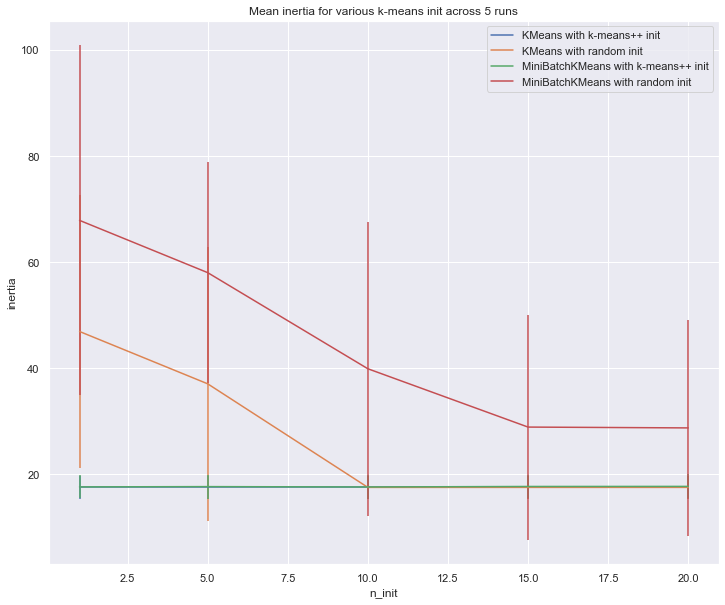 Mean inertia for various k-means init across 5 runs
KMeans with k-means++ init
KMeans with random init
MiniBatchKMeans with k-means++ init
MiniBatchKMeans with random init
100
80
60
40
20
inertia
2.5 5.0 7.5 10.0 12.5 15.0 17.5 20.0
n_init